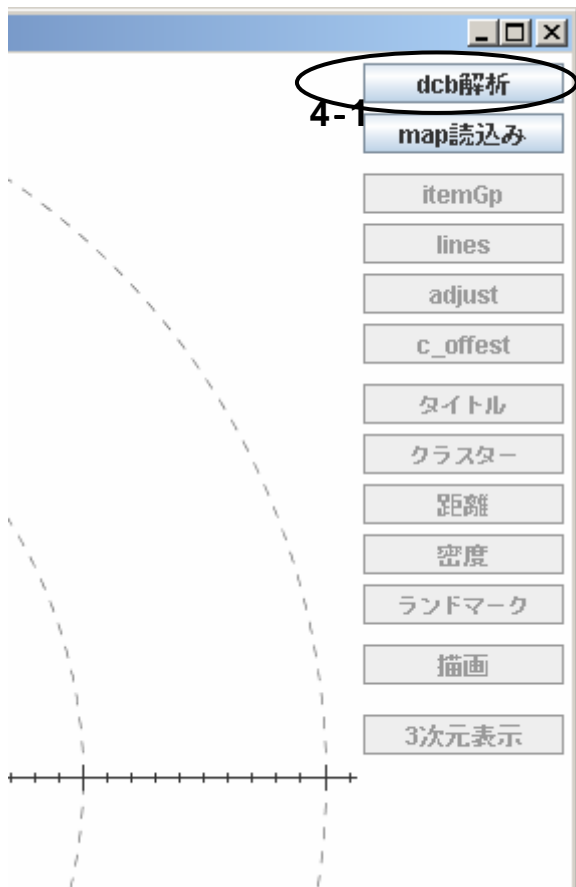 dcb解析
4-1
map読込み
itemGp
lines
adjust
c_offest
タイトル
クラスター
距離
密度
ランドマーク
描画
3次元表示